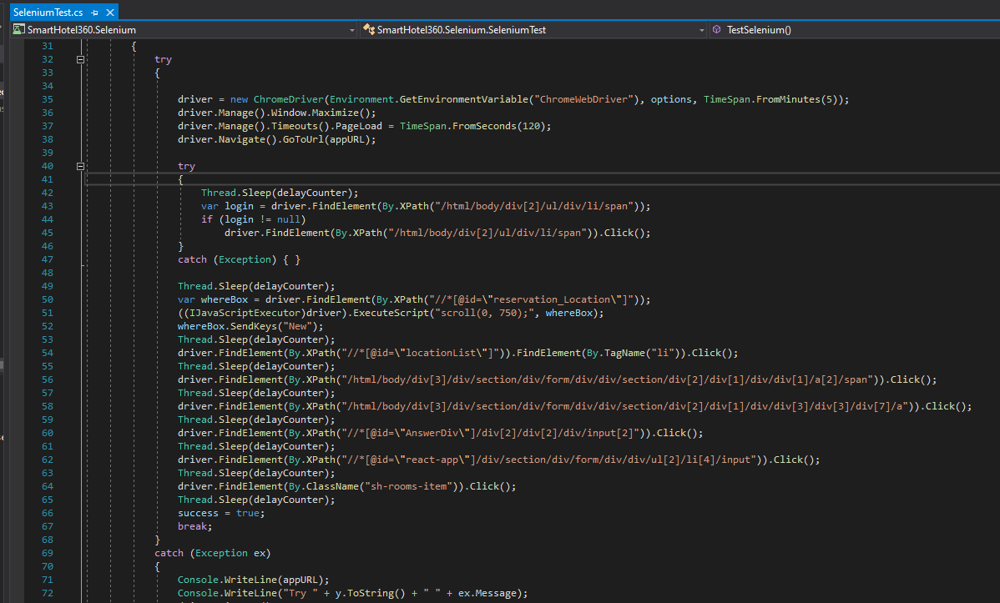 SeleniumTest.cs
SmartHotel360.Selenium SmartHotel360.Selenium.SeleniumTest TestSelenium()
31 {
32 try
33 {
34
35 driver = new ChromeDriver(Environment.GetEnvironmentVariable("ChromeWebDriver"), options, TimeSpan.FromMinutes(5));
36 driver.Manage().Window.Maximize();
37 driver.Manage().Timeouts().PageLoad = TimeSpan.FromSeconds(120);
38 driver.Navigate().GoToUrl(appURL);
39
40 try
41 {
42 Thread.Sleep(delayCounter);
43 var login = driver.FindElement(By.XPath("/html/body/div[2]/ul/div/li/span"));
44 if (login != null)
45 driver.FindElement(By.XPath("/html/body/div[2]/ul/div/li/span")).Click();
46 }
47 catch (Exception) { }
48
49 Thread.Sleep(delayCounter);
50 var whereBox = driver.FindElement(By.XPath("//*[@id=\"reservation_Location\"]"));
51 ((IJavaScriptExecutor)driver).ExecuteScript("scroll(0, 750);", whereBox);
52 whereBox.SendKeys("New");
53 Thread.Sleep(delayCounter);
54 driver.FindElement(By.XPath("//*[@id=\"locationList\"]")).FindElement(By.TagName("li")).Click();
55 Thread.Sleep(delayCounter);
56 driver.FindElement(By.XPath("/html/body/div[3]/div/section/div/form/div/div/section/div[2]/div[1]/div/div[1]/a[2]/span")).Click();
57 Thread.Sleep(delayCounter);
58 driver.FindElement(By.XPath("/html/body/div[3]/div/section/div/form/div/div/section/div[2]/div[1]/div/div[3]/div[3]/div[7]/a")).Click();
59 Thread.Sleep(delayCounter);
60 driver.FindElement(By.XPath("//*[@id=\"AnswerDiv\"]/div[2]/div[2]/div/input[2]")).Click();
61 Thread.Sleep(delayCounter);
62 driver.FindElement(By.XPath("//*[@id=\"react-app\"]/div/section/div/form/div/div/ul[2]/li[4]/input")).Click();
63 Thread.Sleep(delayCounter);
64 driver.FindElement(By.ClassName("sh-rooms-item")).Click();
65 Thread.Sleep(delayCounter);
66 success = true;
67 break;
68 }
69 catch (Exception ex)
70 {
71 Console.WriteLine(appURL);
72 Console.WriteLine("Try " + y.ToString() + " " + ex.Message);